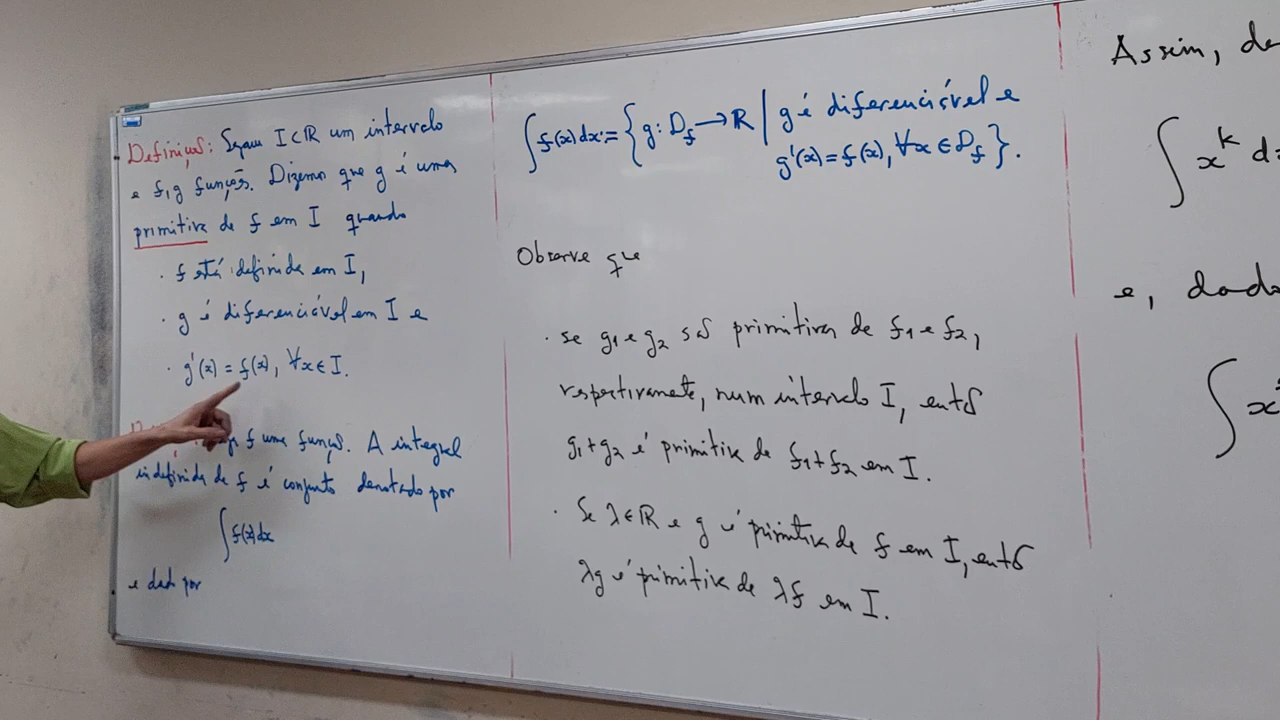 Definição: Sejam I⊂ℝ um intervalo
e f, g funções. Dizemos que g é uma
primitiva de f em I quando
· f está definida em I,
· g é diferenciável em I e
· g'(x) = f(x), ∀x∈I.
f uma função. A integral
indefinida de f é conjunto denotado por
∫f(x)dx
e dado por
∫f(x)dx := {g: D_f → ℝ | g é diferenciável e
g'(x) = f(x), ∀x ∈ D_f}.
Observe que
· se g₁ e g₂ são primitivas de f₁ e f₂,
respectivamente, num intervalo I, então
g₁+g₂ é primitiva de f₁+f₂ em I.
· Se λ∈ℝ e g é primitiva de f em I, então
λg é primitiva de λf em I.
Assim,
∫x^k d
e,
∫x